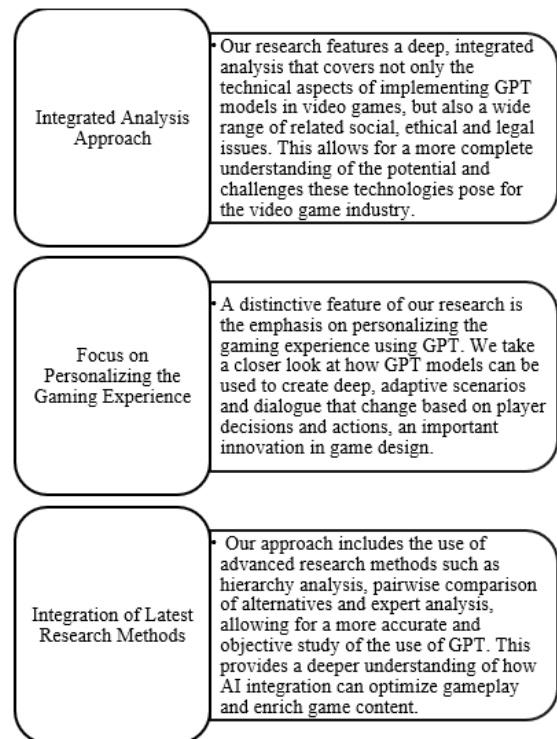 Integrated Analysis
Approach
• Our research features a deep, integrated
analysis that covers not only the
technical aspects of implementing GPT
models in video games, but also a wide
range of related social, ethical and legal
issues. This allows for a more complete
understanding of the potential and
challenges these technologies pose for
the video game industry.
Focus on
Personalizing the
Gaming Experience
• A distinctive feature of our research is
the emphasis on personalizing the
gaming experience using GPT. We take
a closer look at how GPT models can be
used to create deep, adaptive scenarios
and dialogue that change based on player
decisions and actions, an important
innovation in game design.
Integration of Latest
Research Methods
• Our approach includes the use of
advanced research methods such as
hierarchy analysis, pairwise comparison
of alternatives and expert analysis,
allowing for a more accurate and
objective study of the use of GPT. This
provides a deeper understanding of how
AI integration can optimize gameplay
and enrich game content.